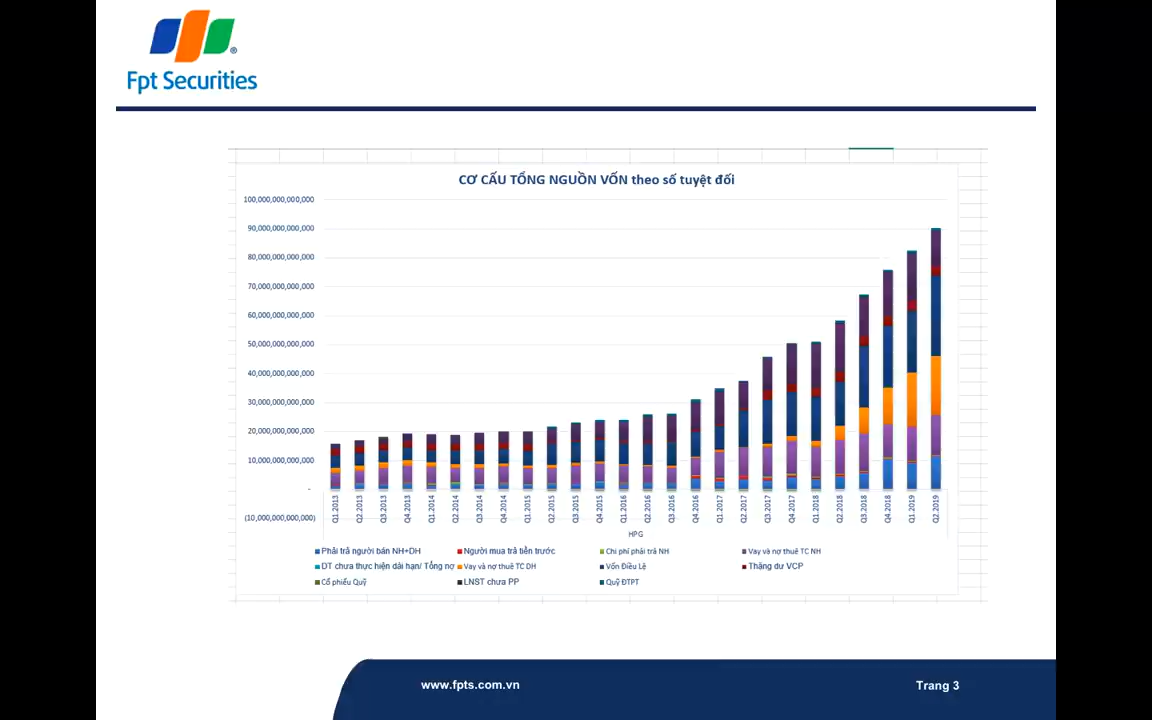 Fpt Securities
®
CƠ CẤU TỔNG NGUỒN VỐN theo số tuyệt đối
100,000,000,000,000
90,000,000,000,000
80,000,000,000,000
70,000,000,000,000
60,000,000,000,000
50,000,000,000,000
40,000,000,000,000
30,000,000,000,000
20,000,000,000,000
10,000,000,000,000
-
(10,000,000,000,000)
Q1.2013
Q2.2013
Q3.2013
Q4.2013
Q1.2014
Q2.2014
Q3.2014
Q4.2014
Q1.2015
Q2.2015
Q3.2015
Q4.2015
Q1.2016
Q2.2016
Q3.2016
Q4.2016
Q1.2017
Q2.2017
Q3.2017
Q4.2017
Q1.2018
Q2.2018
Q3.2018
Q4.2018
Q1.2019
Q2.2019
HPG
Phải trả người bán NH+DH
Người mua trả tiền trước
Chi phí phải trả NH
Vay và nợ thuê TC NH
DT chưa thực hiện dài hạn/ Tổng nợ
Vay và nợ thuê TC DH
Vốn Điều Lệ
Thặng dư VCP
Cổ phiếu Quỹ
LNST chưa PP
Quỹ ĐTPT
www.fpts.com.vn
Trang 3